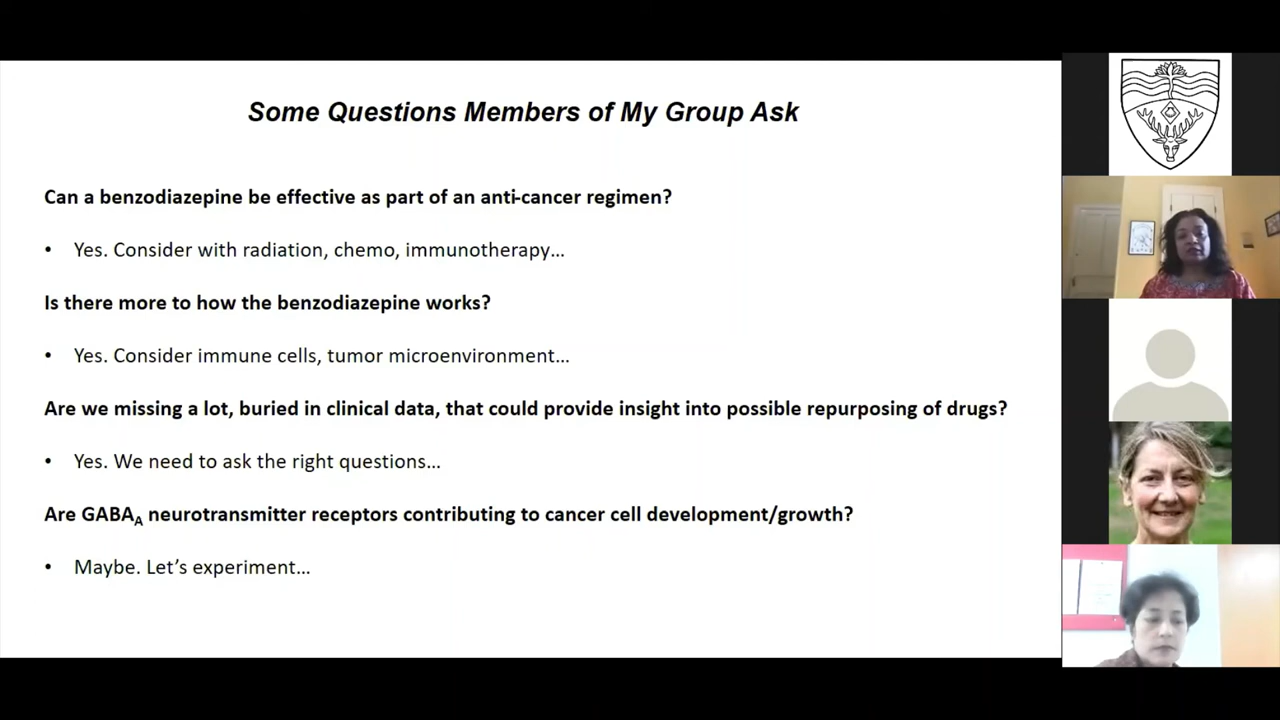 Some Questions Members of My Group Ask
Can a benzodiazepine be effective as part of an anti-cancer regimen?
• Yes. Consider with radiation, chemo, immunotherapy…
Is there more to how the benzodiazepine works?
• Yes. Consider immune cells, tumor microenvironment…
Are we missing a lot, buried in clinical data, that could provide insight into possible repurposing of drugs?
• Yes. We need to ask the right questions…
Are GABAA neurotransmitter receptors contributing to cancer cell development/growth?
• Maybe. Let’s experiment…